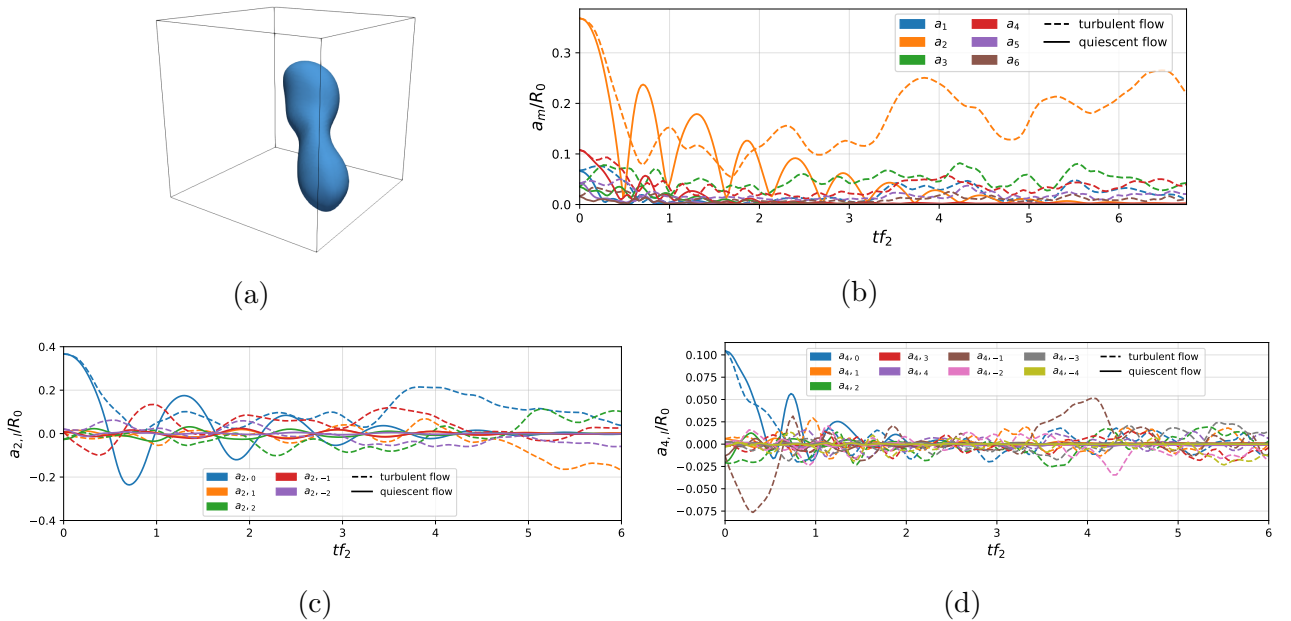 (a)
a_m/R_0
0.3
0.2
0.1
0.0
0 1 2 3 4 5 6
tf_2
a_1 a_4 turbulent flow
a_2 a_5 quiescent flow
a_3 a_6
(b)
a_{2,l}/R_0
0.4
0.2
0.0
−0.2
−0.4
0 1 2 3 4 5 6
tf_2
a_{2,0} a_{2,−1} turbulent flow
a_{2,1} a_{2,−2} quiescent flow
a_{2,2}
(c)
a_{4,l}/R_0
0.100
0.075
0.050
0.025
0.000
−0.025
−0.050
−0.075
0 1 2 3 4 5 6
tf_2
a_{4,0} a_{4,3} a_{4,−1} a_{4,−3} turbulent flow
a_{4,1} a_{4,4} a_{4,−2} a_{4,−4} quiescent flow
a_{4,2}
(d)